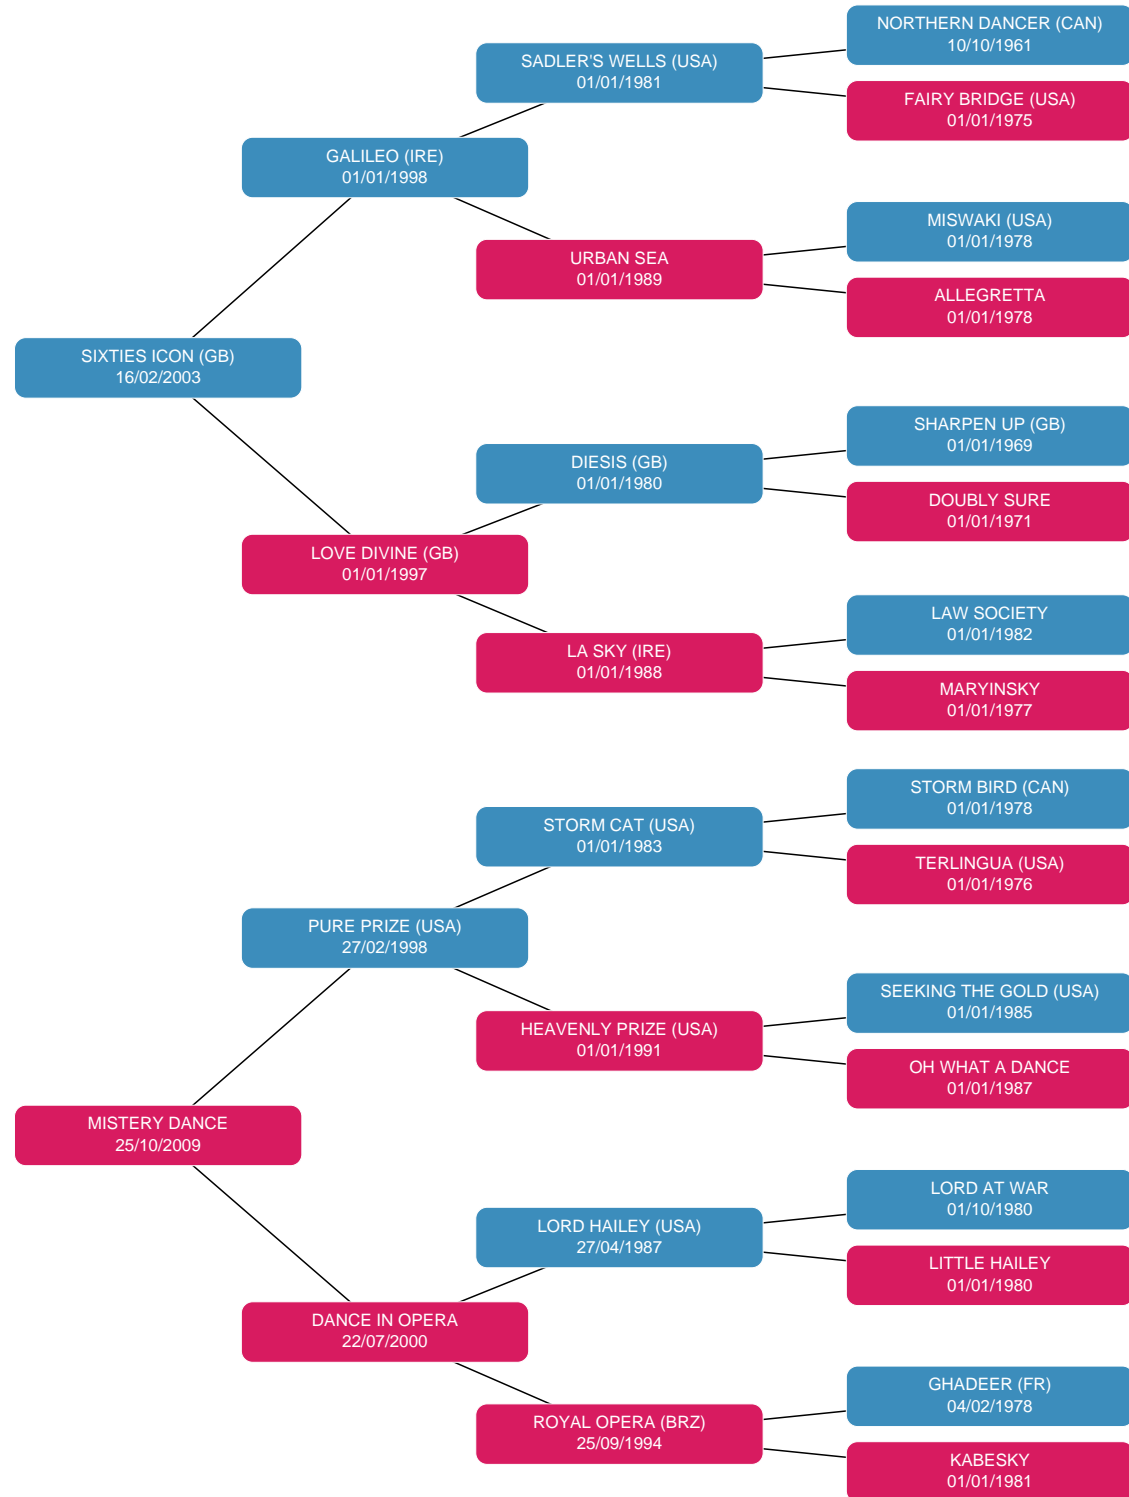 NORTHERN DANCER (CAN)
10/10/1961
SADLER'S WELLS (USA)
01/01/1981
FAIRY BRIDGE (USA)
01/01/1975
GALILEO (IRE)
01/01/1998
MISWAKI (USA)
01/01/1978
URBAN SEA
01/01/1989
ALLEGRETTA
01/01/1978
SIXTIES ICON (GB)
16/02/2003
SHARPEN UP (GB)
01/01/1969
DIESIS (GB)
01/01/1980
DOUBLY SURE
01/01/1971
LOVE DIVINE (GB)
01/01/1997
LAW SOCIETY
01/01/1982
LA SKY (IRE)
01/01/1988
MARYINSKY
01/01/1977
STORM BIRD (CAN)
01/01/1978
STORM CAT (USA)
01/01/1983
TERLINGUA (USA)
01/01/1976
PURE PRIZE (USA)
27/02/1998
SEEKING THE GOLD (USA)
01/01/1985
HEAVENLY PRIZE (USA)
01/01/1991
OH WHAT A DANCE
01/01/1987
MISTERY DANCE
25/10/2009
LORD AT WAR
01/10/1980
LORD HAILEY (USA)
27/04/1987
LITTLE HAILEY
01/01/1980
DANCE IN OPERA
22/07/2000
GHADEER (FR)
04/02/1978
ROYAL OPERA (BRZ)
25/09/1994
KABESKY
01/01/1981